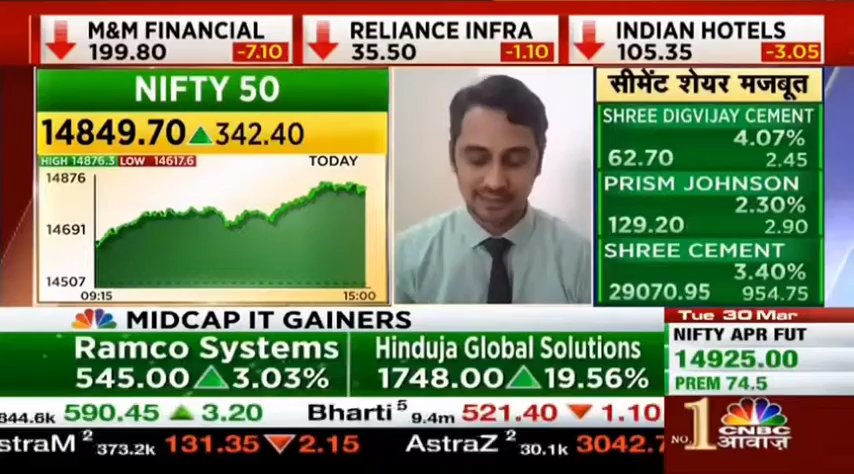 M&M FINANCIAL
199.80 -7.10
RELIANCE INFRA
35.50 -1.10
INDIAN HOTELS
105.35 -3.05
NIFTY 50
14849.70 342.40
HIGH 14876.3 LOW 14617.6 TODAY
14876
14691
14507
09:15 15:00
सीमेंट शेयर मजबूत
SHREE DIGVIJAY CEMENT
4.07%
62.70 2.45
PRISM JOHNSON
2.30%
129.20 2.90
SHREE CEMENT
3.40%
29070.95 954.75
MIDCAP IT GAINERS
Ramco Systems
545.00 3.03%
Hinduja Global Solutions
1748.00 19.56%
Tue 30 Mar
NIFTY APR FUT
14925.00
PREM 74.5
844.6k 590.45 3.20 Bharti 5 9.4m 521.40 1.10
straM 2 373.2k 131.35 2.15 AstraZ 2 30.1k 3042.7
NO. 1 CNBC
आवाज़